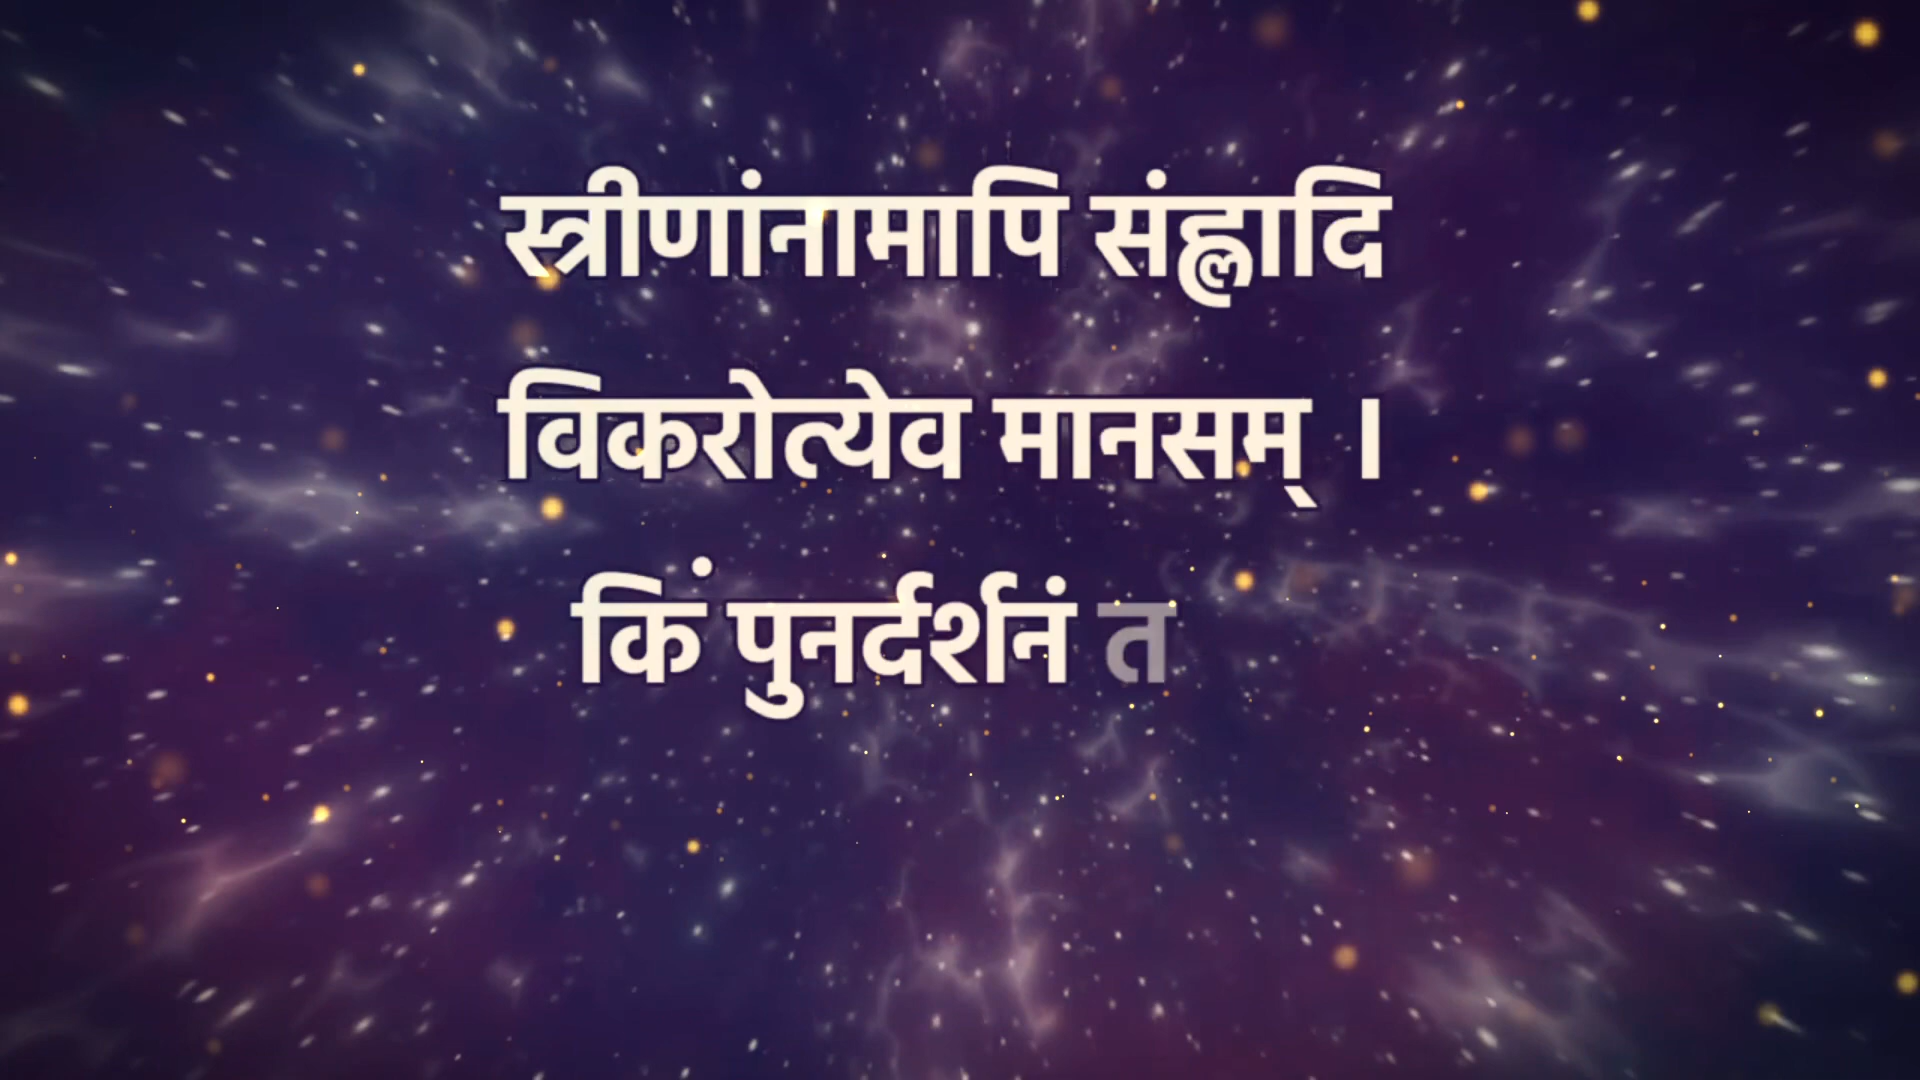 स्त्रीणांनामापि संह्लादि
विकरोत्येव मानसम् ।
किं पुनर्दर्शनं त